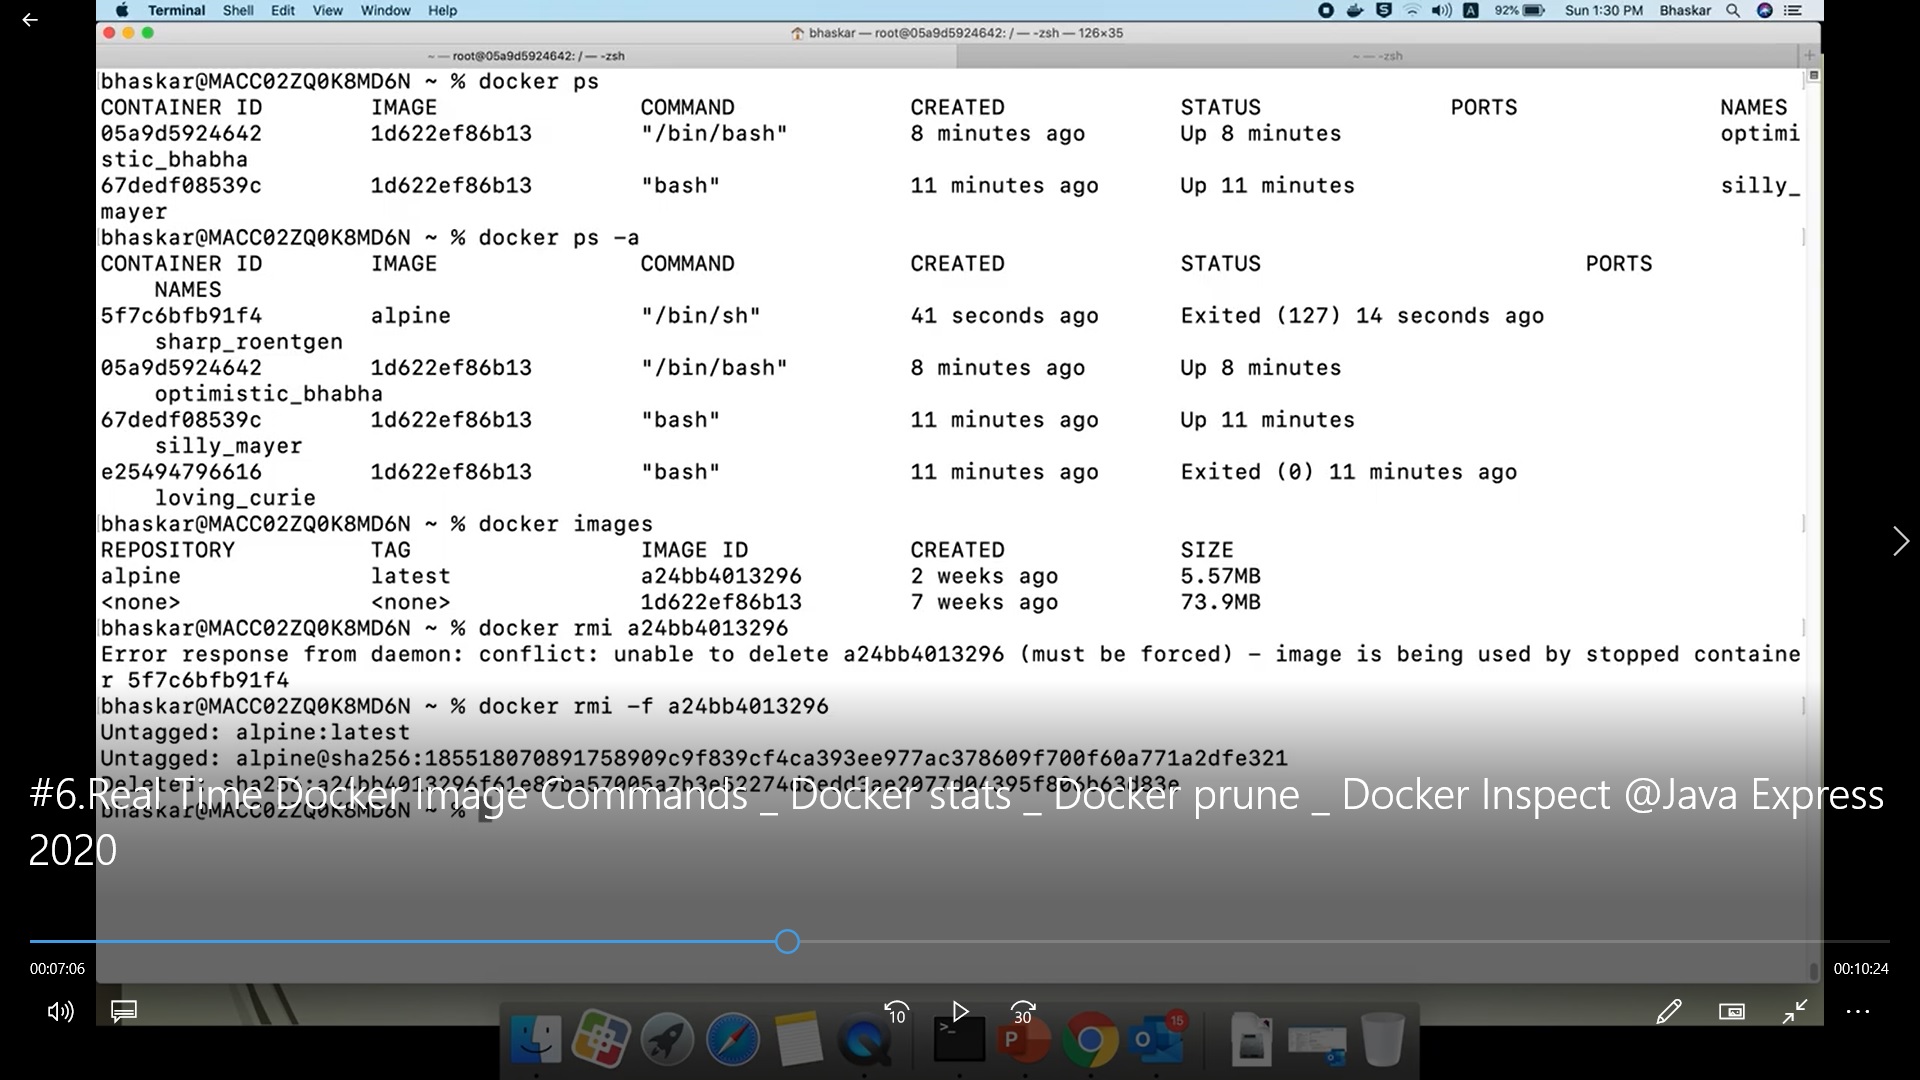 Terminal Shell Edit View Window Help 92% Sun 1:30 PM Bhaskar
bhaskar — root@05a9d5924642: / — -zsh — 126×35
~ — root@05a9d5924642: / — -zsh ~ — -zsh
bhaskar@MACC02ZQ0K8MD6N ~ % docker ps
CONTAINER ID IMAGE COMMAND CREATED STATUS PORTS NAMES
05a9d5924642 1d622ef86b13 "/bin/bash" 8 minutes ago Up 8 minutes optimi
stic_bhabha
67dedf08539c 1d622ef86b13 "bash" 11 minutes ago Up 11 minutes silly_
mayer
bhaskar@MACC02ZQ0K8MD6N ~ % docker ps -a
CONTAINER ID IMAGE COMMAND CREATED STATUS PORTS
NAMES
5f7c6bfb91f4 alpine "/bin/sh" 41 seconds ago Exited (127) 14 seconds ago
sharp_roentgen
05a9d5924642 1d622ef86b13 "/bin/bash" 8 minutes ago Up 8 minutes
optimistic_bhabha
67dedf08539c 1d622ef86b13 "bash" 11 minutes ago Up 11 minutes
silly_mayer
e25494796616 1d622ef86b13 "bash" 11 minutes ago Exited (0) 11 minutes ago
loving_curie
bhaskar@MACC02ZQ0K8MD6N ~ % docker images
REPOSITORY TAG IMAGE ID CREATED SIZE
alpine latest a24bb4013296 2 weeks ago 5.57MB
<none> <none> 1d622ef86b13 7 weeks ago 73.9MB
bhaskar@MACC02ZQ0K8MD6N ~ % docker rmi a24bb4013296
Error response from daemon: conflict: unable to delete a24bb4013296 (must be forced) - image is being used by stopped containe
r 5f7c6bfb91f4
bhaskar@MACC02ZQ0K8MD6N ~ % docker rmi -f a24bb4013296
Untagged: alpine:latest
Untagged: alpine@sha256:185518070891758909c9f839cf4ca393ee977ac378609f700f60a771a2dfe321
Deleted:
bhaskar@MACC02ZQ0K8MD6N ~ %
#6.Real Time Docker Image Commands _ Docker stats _ Docker prune _ Docker Inspect @Java Express
2020
00:07:06 00:10:24
10 30
15